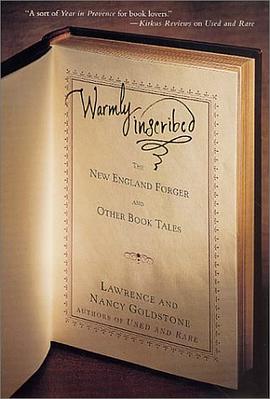 "A sort of Year in Provence for book lovers."
—Kirkus Reviews on Used and Rare
Warmly
inscribed
THE
NEW ENGLAND FORGER
AND
OTHER BOOK TALES
LAWRENCE AND
NANCY GOLDSTONE
AUTHORS OF USED AND RARE